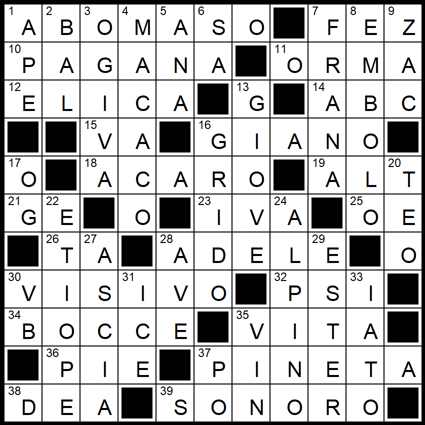 1 2 3 4 5 6 7 8 9
A B O M A S O F E Z
10 11
P A G A N A O R M A
12 13 14
E L I C A G A B C
15 16
V A G I A N O
17 18 19 20
O A C A R O A L T
21 22 23 24 25
G E O I V A O E
26 27 28 29
T A A D E L E O
30 31 32 33
V I S I V O P S I
34 35
B O C C E V I T A
36 37
P I E P I N E T A
38 39
D E A S O N O R O